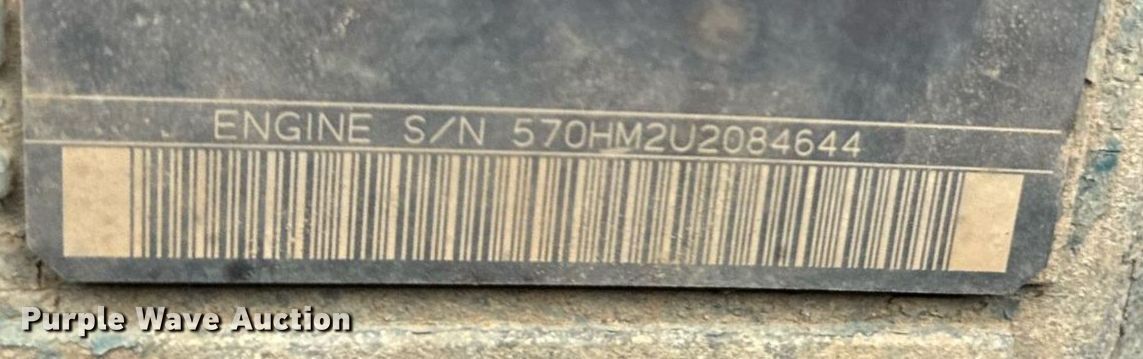 ENGINE S/N 570HM2U2084644
Purple Wave Auction